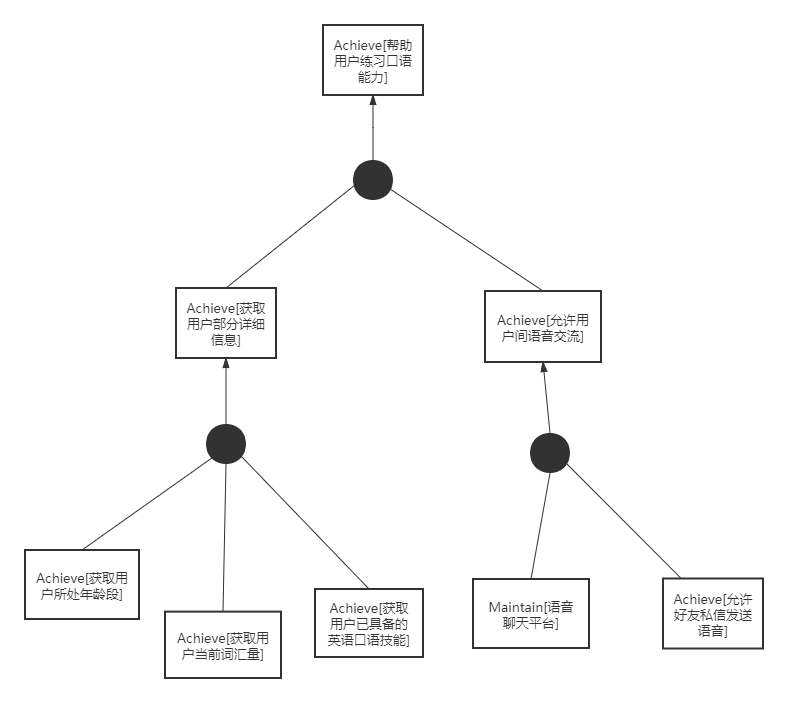 Achieve[帮助
用户练习口语
能力]
Achieve[获取
用户部分详细
信息]
Achieve[允许用
户间语音交流]
Achieve[获取用
户所处年龄段]
Achieve[获取用
户当前词汇量]
Achieve[获取
用户已具备的
英语口语技能]
Maintain[语音
聊天平台]
Achieve[允许
好友私信发送
语音]